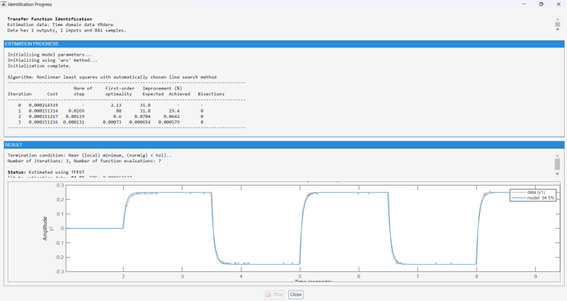 Identification Progress
Transfer Function Identification
Estimation data: Time domain data VRdere
Data has 1 outputs, 1 inputs and 841 samples.
ESTIMATION PROGRESS
Initializing model parameters...
Initializing using 'arx' method...
Initialization complete.
Algorithm: Nonlinear least squares with automatically chosen line search method
Norm of First-order Improvement (%)
Iteration Cost step optimality Expected Achieved Bisections
0 0.000214319 - 2.13 31.8 - -
1 0.000151314 0.0269 80 31.8 29.4 0
2 0.000151217 0.00119 0.6 0.0704 0.0642 0
3 0.000151216 0.000131 0.00073 0.000654 0.000579 0
RESULT
Termination condition: Near (local) minimum, (norm(g) < tol)..
Number of iterations: 3, Number of function evaluations: 7
Status: Estimated using TFEST
0.3
0.2
0.1
0
-0.1
-0.2
-0.3
Amplitude
y1
data (y1)
model: 94.5%
2 3 4 5 6 7 8 9
Time (seconds)
Stop Close